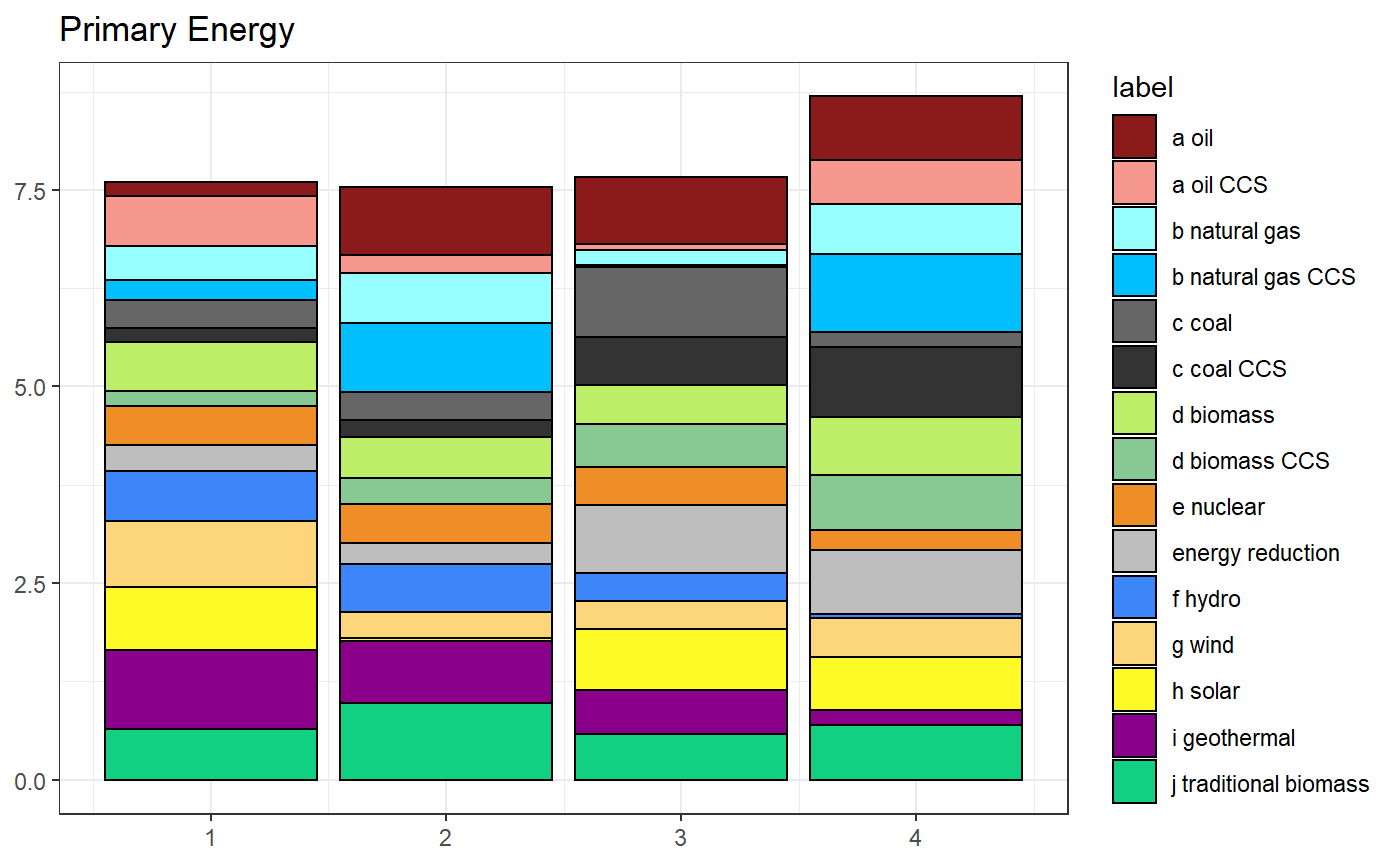 Primary Energy
label
a oil
a oil CCS
b natural gas
b natural gas CCS
c coal
c coal CCS
d biomass
d biomass CCS
e nuclear
energy reduction
f hydro
g wind
h solar
i geothermal
j traditional biomass
7.5
5.0
2.5
0.0
1 2 3 4